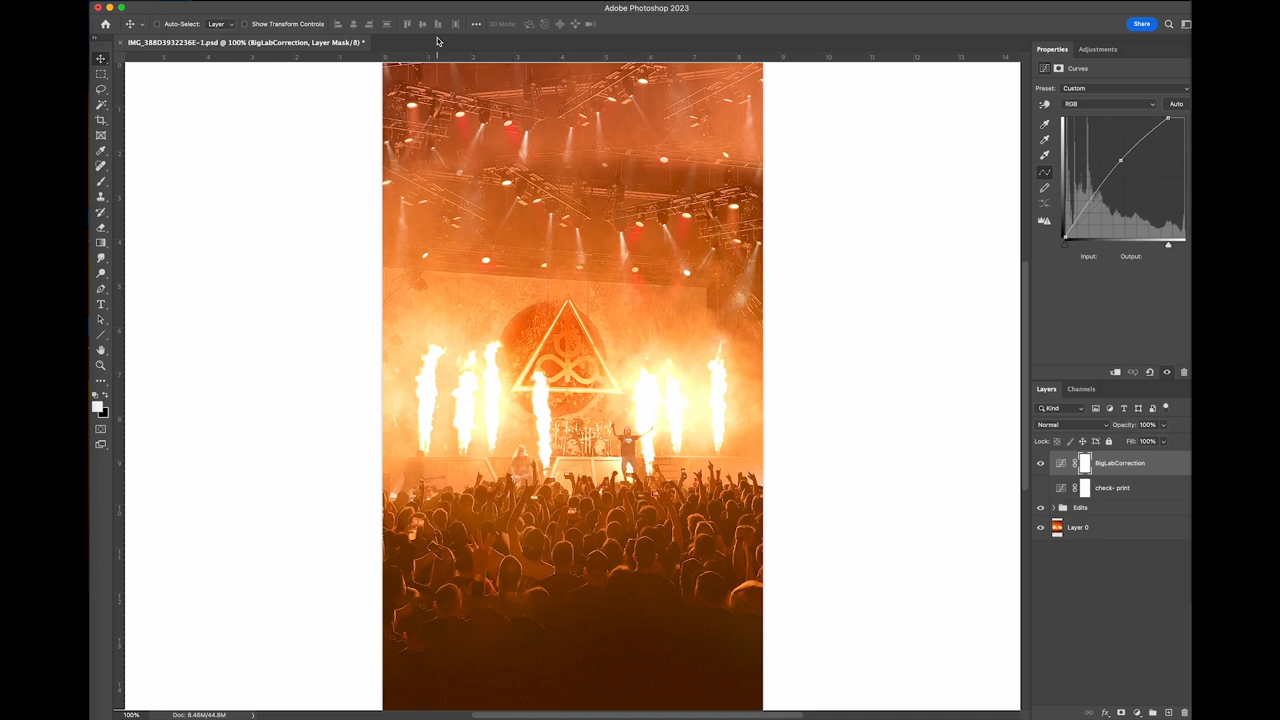 Adobe Photoshop 2023
Auto-Select: Layer Show Transform Controls 3D Mode: Share
IMG_388D3932236E-1.psd @ 100% (BigLabCorrection, Layer Mask/8) *
Properties Adjustments
Curves
Preset: Custom
RGB Auto
Input: Output:
Layers Channels
Kind
Normal Opacity: 100%
Lock: Fill: 100%
BigLabCorrection
check- print
Edits
Layer 0
100% Doc: 8.46M/44.8M